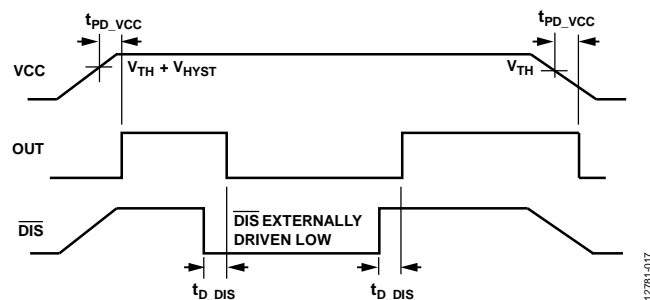 tPD_VCC
tPD_VCC
VCC
VTH + VHYST
VTH
OUT
DIS
DIS EXTERNALLY
DRIVEN LOW
tD_DIS
tD_DIS
12781-017